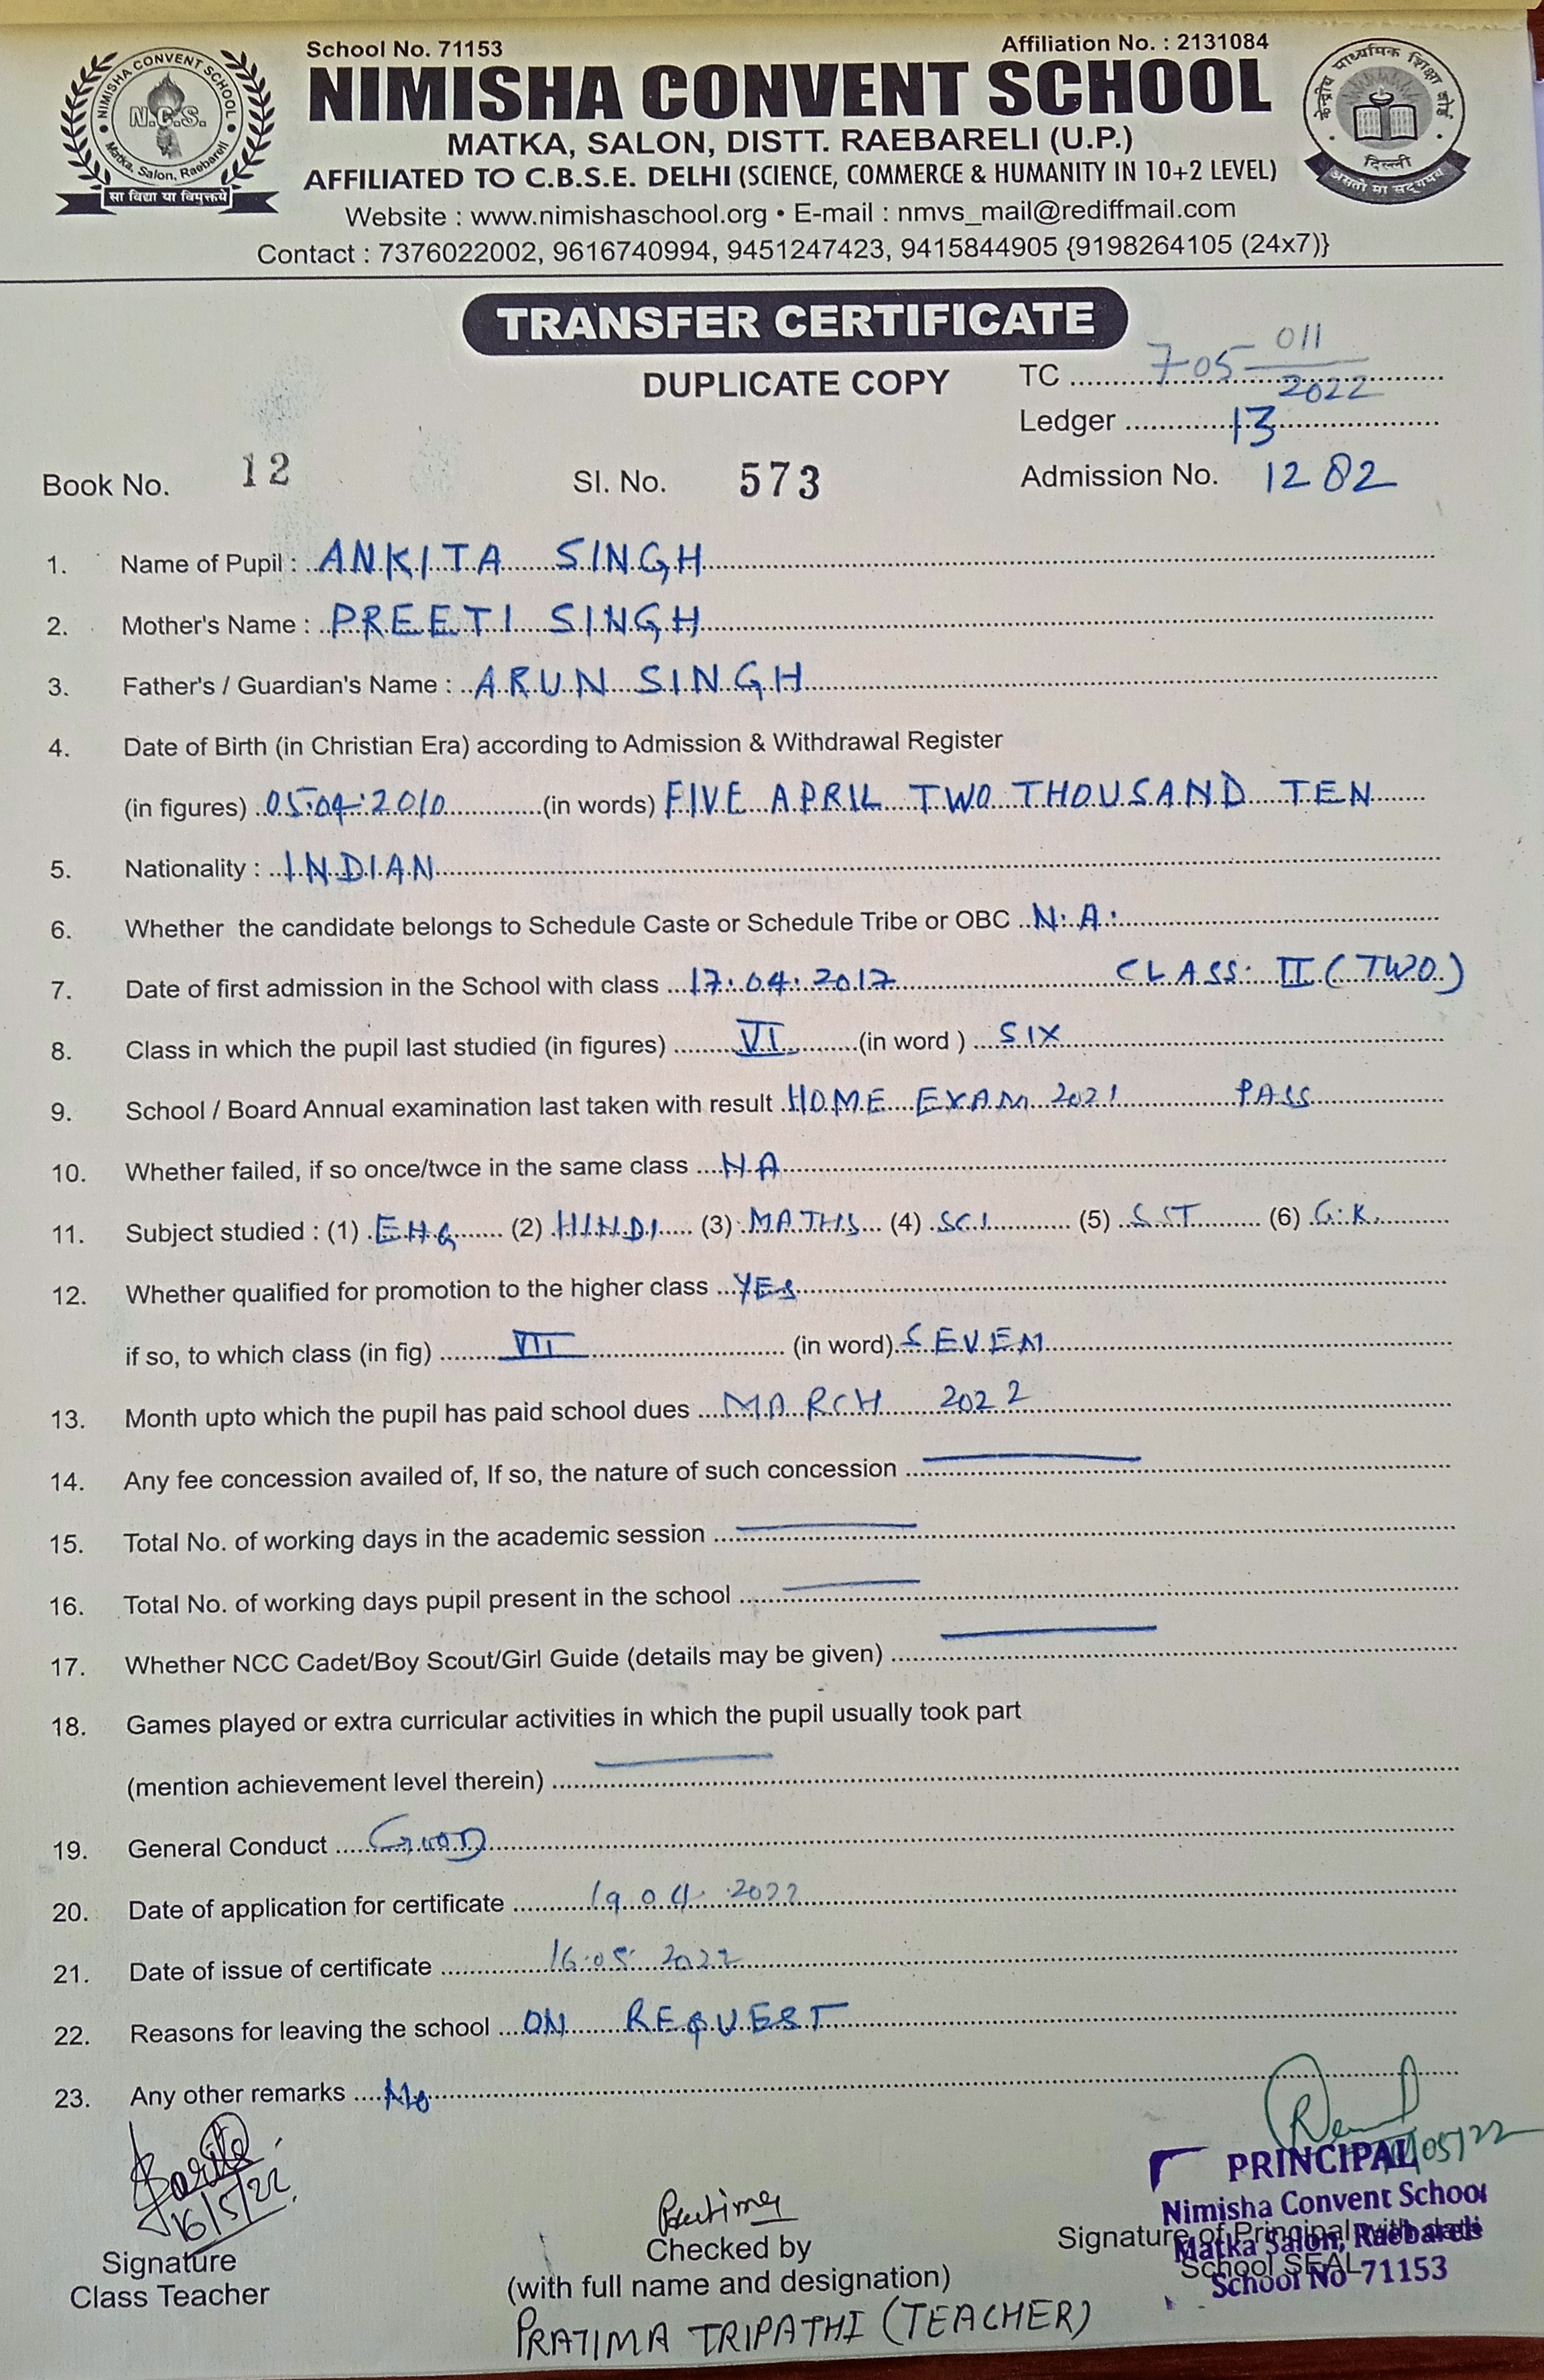 School No. 71153
Affiliation No. : 2131084
NIMISHA CONVENT SCHOOL
NIMISHA CONVENT SCHOOL
N.C.S.
Matka, Salon, Raebareli
सा विद्या या विमुक्तये
केन्द्रीय माध्यमिक शिक्षा बोर्ड
दिल्ली
असतो मा सद् गमय
MATKA, SALON, DISTT. RAEBARELI (U.P.)
AFFILIATED TO C.B.S.E. DELHI (SCIENCE, COMMERCE & HUMANITY IN 10+2 LEVEL)
Website : www.nimishaschool.org • E-mail : nmvs_mail@rediffmail.com
Contact : 7376022002, 9616740994, 9451247423, 9415844905 {9198264105 (24x7)}
TRANSFER CERTIFICATE
DUPLICATE COPY
TC 705 011/2022
Ledger 13
Book No. 12 Sl. No. 573 Admission No. 1282
1. Name of Pupil : ANKITA SINGH
2. Mother's Name : PREETI SINGH
3. Father's / Guardian's Name : ARUN SINGH
4. Date of Birth (in Christian Era) according to Admission & Withdrawal Register
(in figures) 05:04:2010 (in words) FIVE APRIL TWO THOUSAND TEN
5. Nationality : INDIAN
6. Whether the candidate belongs to Schedule Caste or Schedule Tribe or OBC N.A.
7. Date of first admission in the School with class 17.04.2017 CLASS: II (TWO)
8. Class in which the pupil last studied (in figures) VI (in word ) SIX
9. School / Board Annual examination last taken with result HOME EXAM 2021 PASS
10. Whether failed, if so once/twce in the same class NA
11. Subject studied : (1) ENG (2) HINDI (3) MATHS (4) SCI (5) SST (6) G.K.
12. Whether qualified for promotion to the higher class YES
if so, to which class (in fig) VII (in word) SEVEN
13. Month upto which the pupil has paid school dues MARCH 2022
14. Any fee concession availed of, If so, the nature of such concession
15. Total No. of working days in the academic session
16. Total No. of working days pupil present in the school
17. Whether NCC Cadet/Boy Scout/Girl Guide (details may be given)
18. Games played or extra curricular activities in which the pupil usually took part
(mention achievement level therein)
19. General Conduct GOOD
20. Date of application for certificate 19.04.2022
21. Date of issue of certificate 16.05.2022
22. Reasons for leaving the school ON REQUEST
23. Any other remarks No
16/5/22
Signature
Class Teacher
Pratima
Checked by
(with full name and designation)
PRATIMA TRIPATHI (TEACHER)
PRINCIPAL
Nimisha Convent School
Matka Salon, Raebareli
School No 71153
Signature of Principal with date
School SEAL